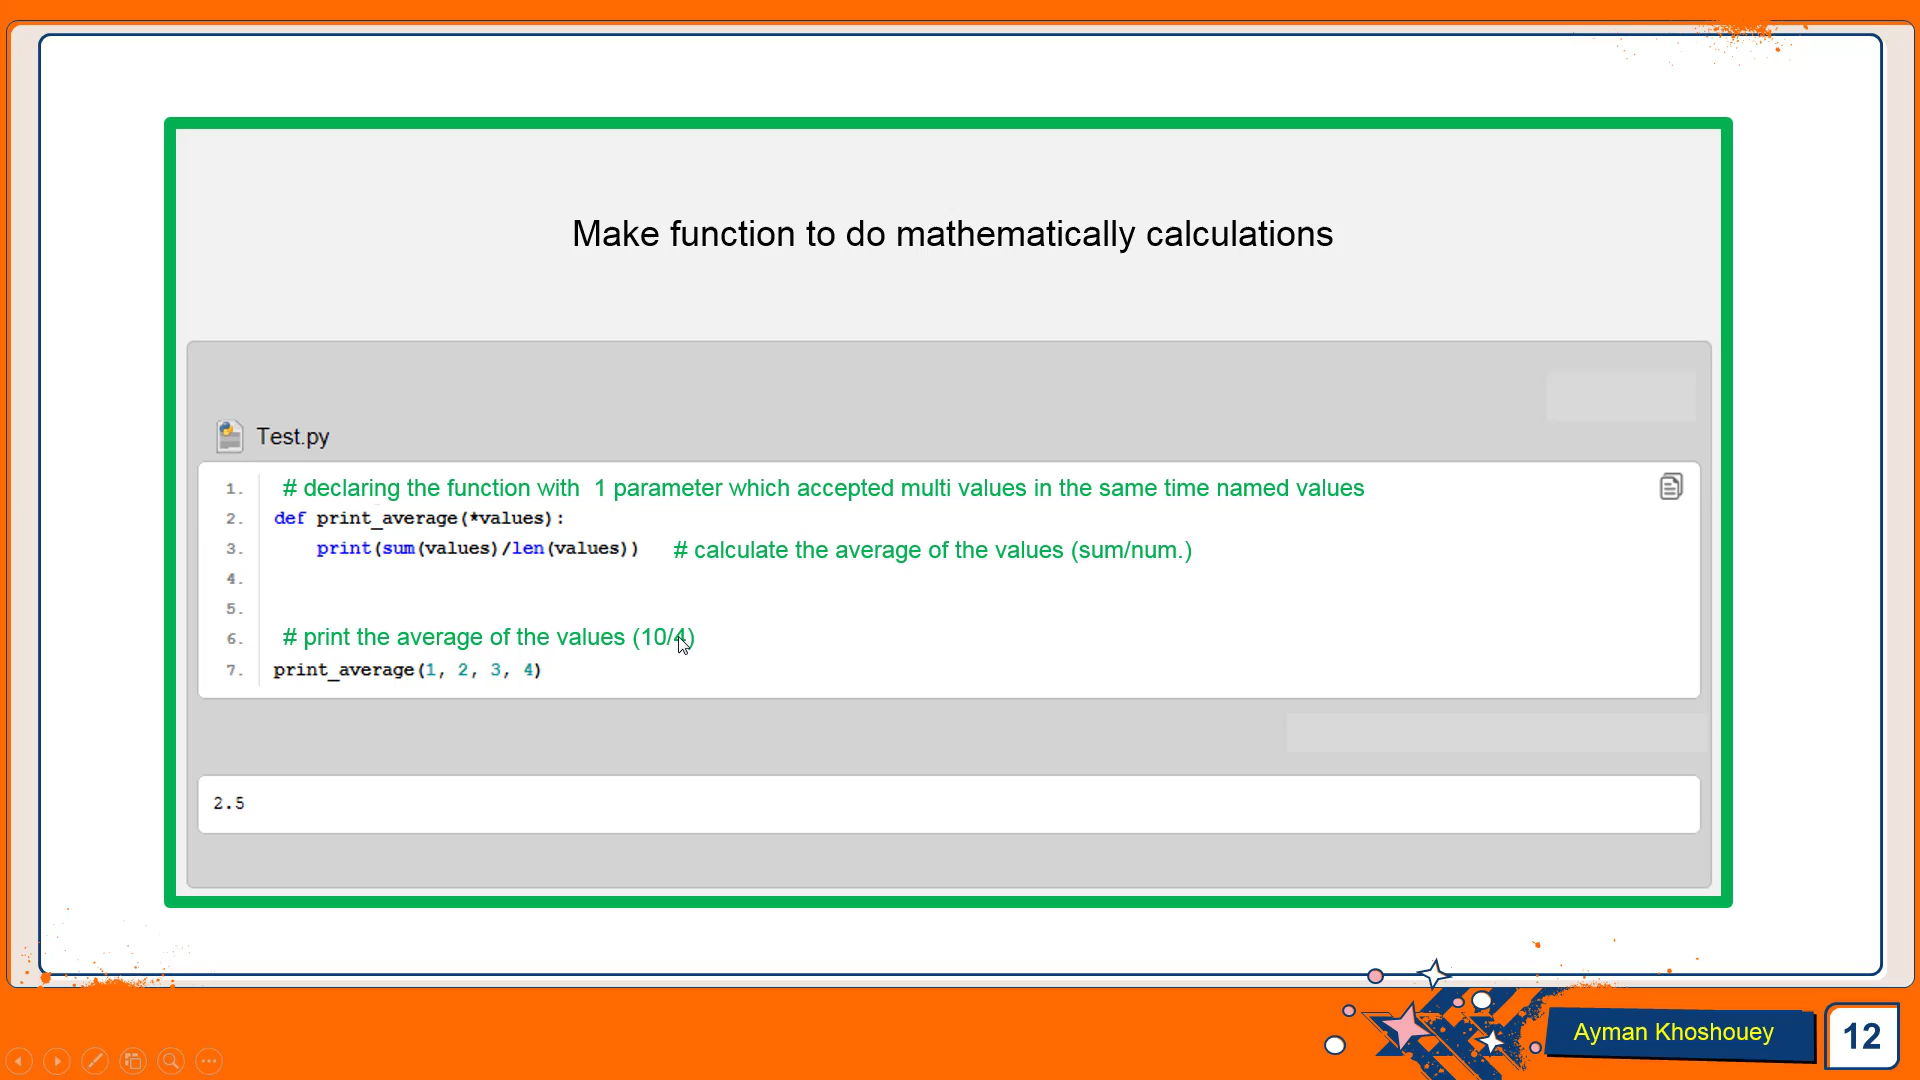 Make function to do mathematically calculations
Test.py
1. # declaring the function with 1 parameter which accepted multi values in the same time named values
2. def print_average(*values):
3. print(sum(values)/len(values)) # calculate the average of the values (sum/num.)
4.
5.
6. # print the average of the values (10/4)
7. print_average(1, 2, 3, 4)
2.5
Ayman Khoshouey
12